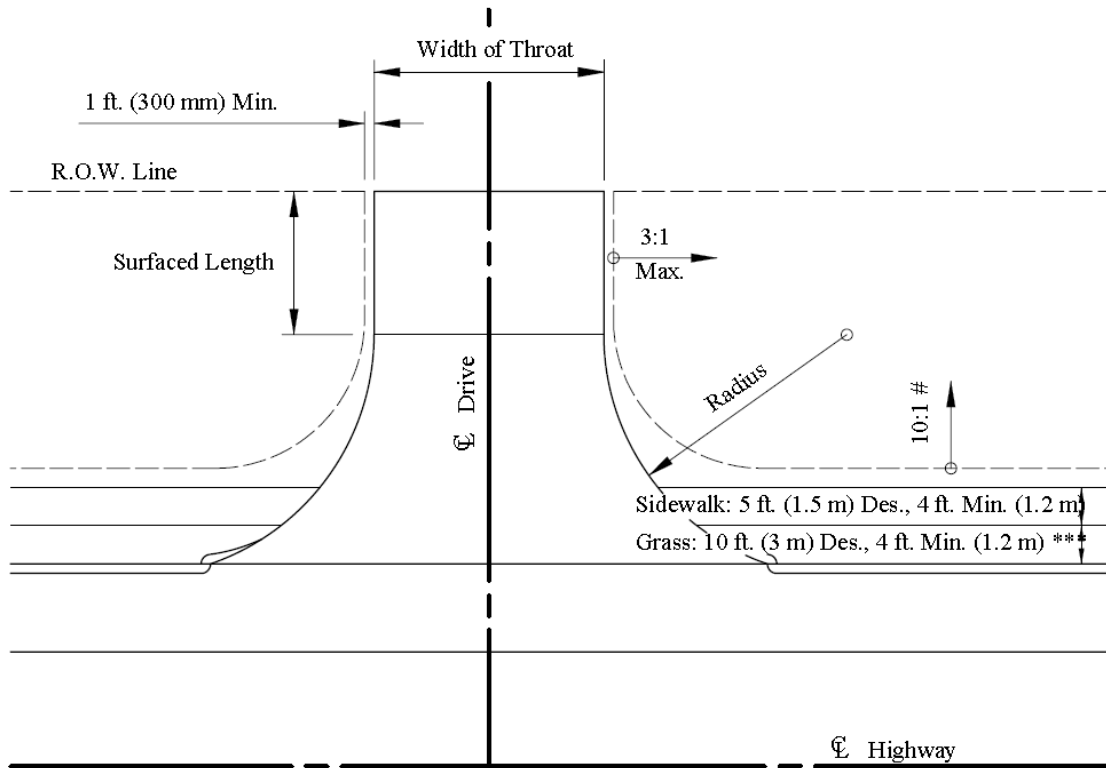 Width of Throat
1 ft. (300 mm) Min.
R.O.W. Line
3:1
Max.
Surfaced Length
℄ Drive
Radius
10:1 #
Sidewalk: 5 ft. (1.5 m) Des., 4 ft. Min. (1.2 m)
Grass: 10 ft. (3 m) Des., 4 ft. Min. (1.2 m) ***
℄ Highway